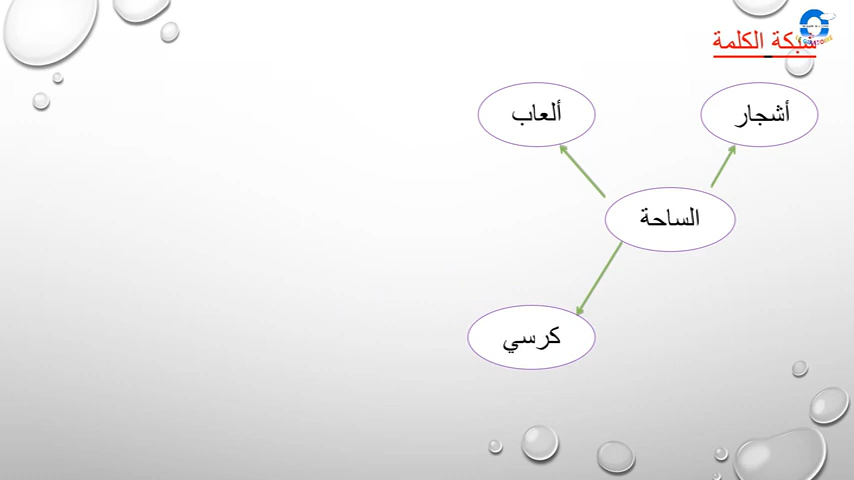 شبكة الكلمة
أشجار
ألعاب
الساحة
كرسي